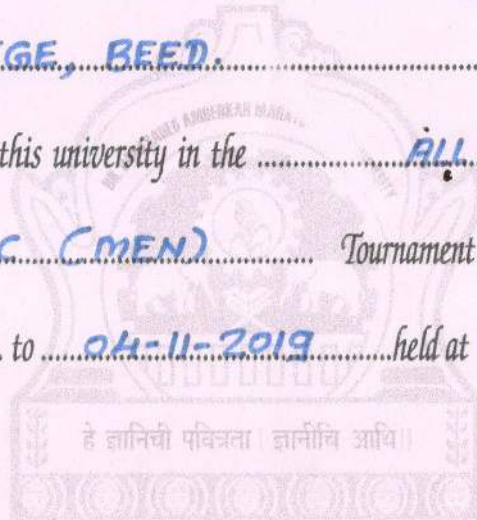 GE, BEED.
AMBEDKAR MARAT
this university in the ALL
C (MEN) Tournament
to 04-11-2019 held at
हे ज्ञानिची पवित्रता | ज्ञानीचि आथि ||